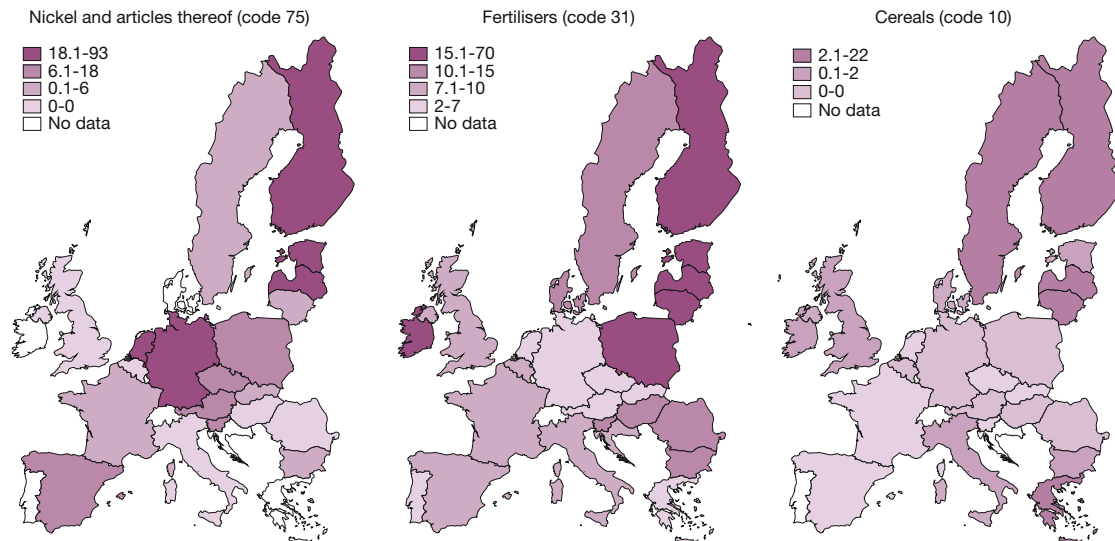 Nickel and articles thereof (code 75)
18.1-93
6.1-18
0.1-6
0-0
No data
Fertilisers (code 31)
15.1-70
10.1-15
7.1-10
2-7
No data
Cereals (code 10)
2.1-22
0.1-2
0-0
No data